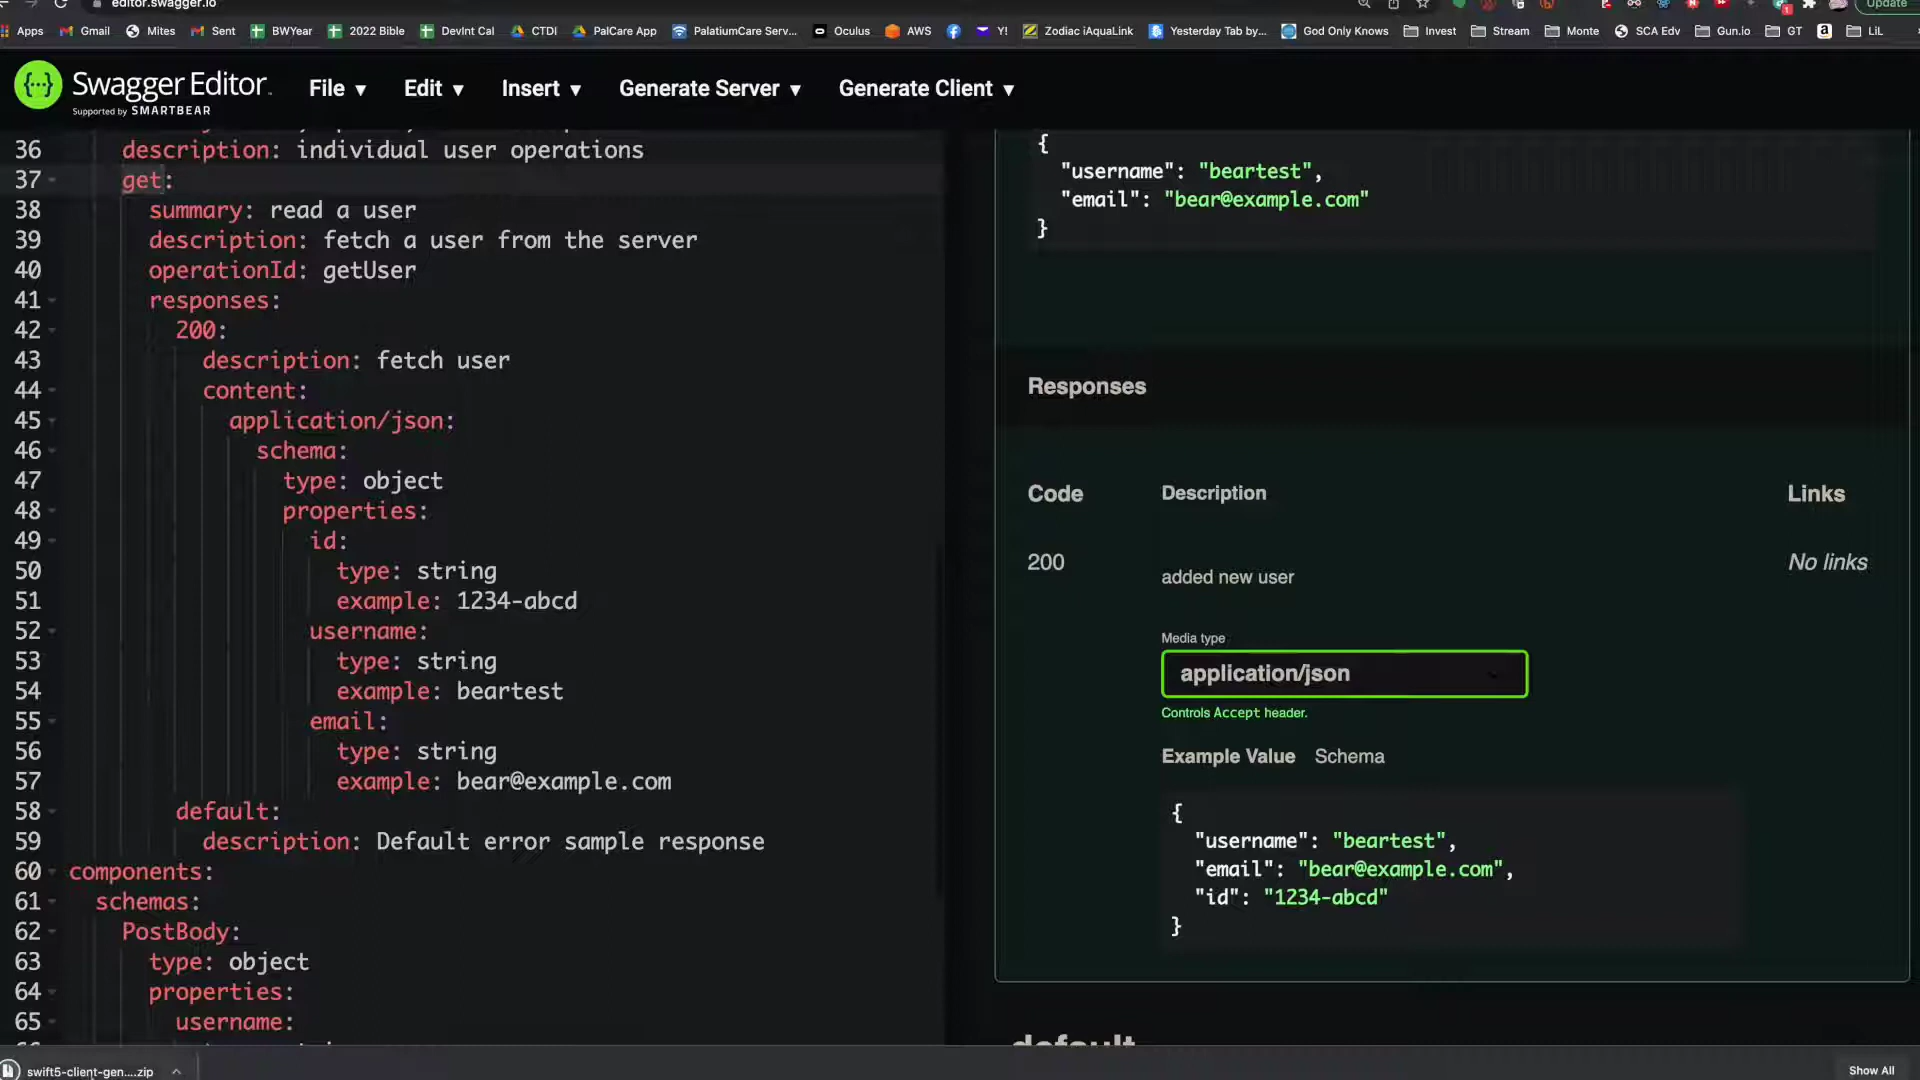 editor.swagger.io
Update
Apps Gmail Mites Sent BWYear 2022 Bible DevInt Cal CTDI PalCare App PalatiumCare Serv... Oculus AWS Y! Zodiac iAquaLink Yesterday Tab by... God Only Knows Invest Stream Monte SCA Edv Gun.io GT LiL
Swagger Editor
Supported by SMARTBEAR
File ▾ Edit ▾ Insert ▾ Generate Server ▾ Generate Client ▾
36 description: individual user operations
37 get:
38 summary: read a user
39 description: fetch a user from the server
40 operationId: getUser
41 responses:
42 200:
43 description: fetch user
44 content:
45 application/json:
46 schema:
47 type: object
48 properties:
49 id:
50 type: string
51 example: 1234-abcd
52 username:
53 type: string
54 example: beartest
55 email:
56 type: string
57 example: bear@example.com
58 default:
59 description: Default error sample response
60 components:
61 schemas:
62 PostBody:
63 type: object
64 properties:
65 username:
{
"username": "beartest",
"email": "bear@example.com"
}
Responses
Code Description Links
200 added new user No links
Media type
application/json
Controls Accept header.
Example Value Schema
{
"username": "beartest",
"email": "bear@example.com",
"id": "1234-abcd"
}
default
swift5-client-gen....zip
Show All